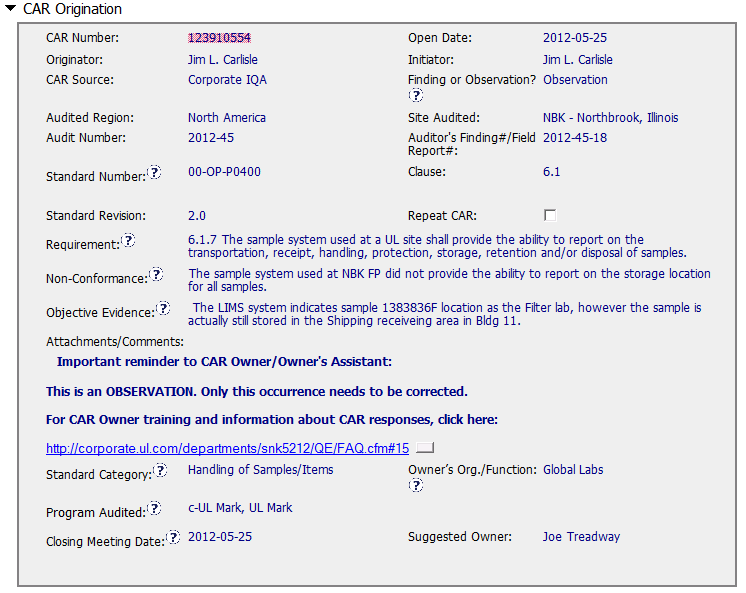 CAR Origination
CAR Number: 123910554 Open Date: 2012-05-25
Originator: Jim L. Carlisle Initiator: Jim L. Carlisle
CAR Source: Corporate IQA Finding or Observation? Observation
?
Audited Region: North America Site Audited: NBK - Northbrook, Illinois
Audit Number: 2012-45 Auditor's Finding#/Field 2012-45-18
Report#:
Standard Number:? 00-OP-P0400 Clause: 6.1
Standard Revision: 2.0 Repeat CAR:
Requirement:? 6.1.7 The sample system used at a UL site shall provide the ability to report on the
transportation, receipt, handling, protection, storage, retention and/or disposal of samples.
Non-Conformance:? The sample system used at NBK FP did not provide the ability to report on the storage location
for all samples.
Objective Evidence:? The LIMS system indicates sample 1383836F location as the Filter lab, however the sample is
actually still stored in the Shipping receiveing area in Bldg 11.
Attachments/Comments:
Important reminder to CAR Owner/Owner's Assistant:
This is an OBSERVATION. Only this occurrence needs to be corrected.
For CAR Owner training and information about CAR responses, click here:
http://corporate.ul.com/departments/snk5212/QE/FAQ.cfm#15
Standard Category:? Handling of Samples/Items Owner's Org./Function: Global Labs
?
Program Audited:? c-UL Mark, UL Mark
Closing Meeting Date:? 2012-05-25 Suggested Owner: Joe Treadway